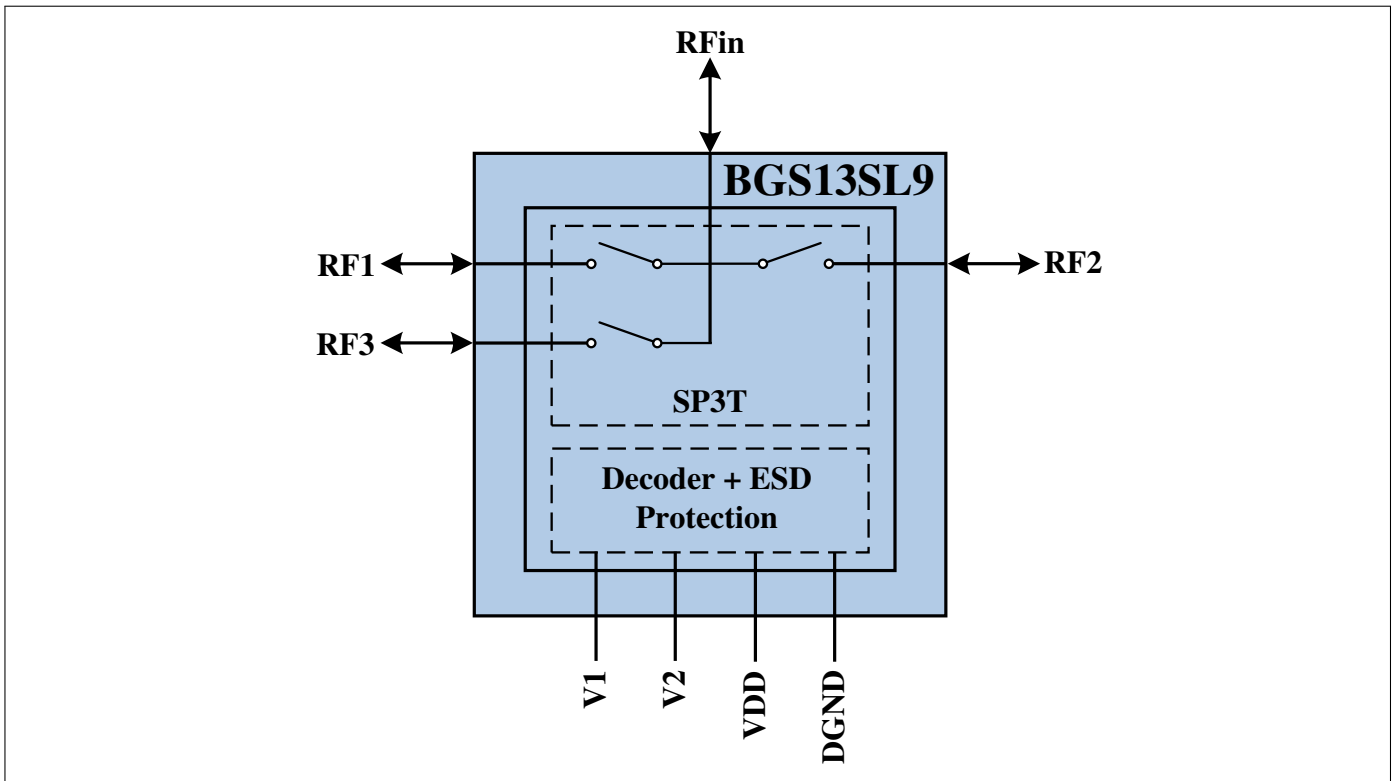 RFin
BGS13SL9
RF1
RF2
RF3
SP3T
Decoder + ESD
Protection
V1
V2
VDD
DGND